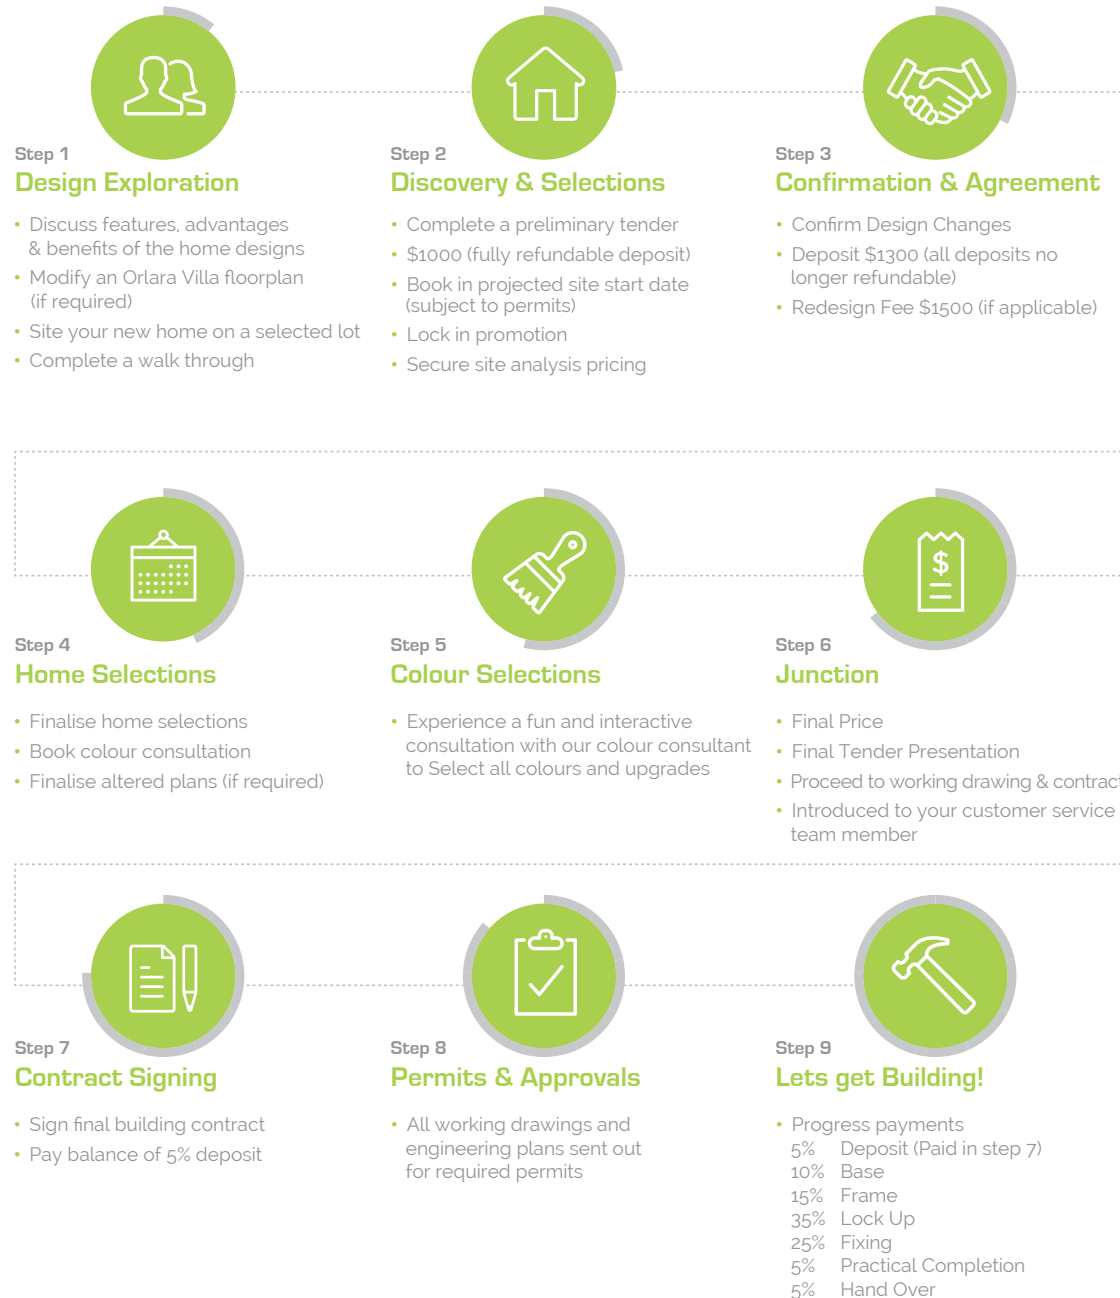 Step 1
Design Exploration
• Discuss features, advantages
& benefits of the home designs
• Modify an Orlara Villa floorplan
(if required)
• Site your new home on a selected lot
• Complete a walk through
Step 2
Discovery & Selections
• Complete a preliminary tender
• $1000 (fully refundable deposit)
• Book in projected site start date
(subject to permits)
• Lock in promotion
• Secure site analysis pricing
Step 3
Confirmation & Agreement
• Confirm Design Changes
• Deposit $1300 (all deposits no
longer refundable)
• Redesign Fee $1500 (if applicable)
Step 4
Home Selections
• Finalise home selections
• Book colour consultation
• Finalise altered plans (if required)
Step 5
Colour Selections
• Experience a fun and interactive
consultation with our colour consultant
to Select all colours and upgrades
$
Step 6
Junction
• Final Price
• Final Tender Presentation
• Proceed to working drawing & contract
• Introduced to your customer service
team member
Step 7
Contract Signing
• Sign final building contract
• Pay balance of 5% deposit
Step 8
Permits & Approvals
• All working drawings and
engineering plans sent out
for required permits
Step 9
Lets get Building!
• Progress payments
5% Deposit (Paid in step 7)
10% Base
15% Frame
35% Lock Up
25% Fixing
5% Practical Completion
5% Hand Over